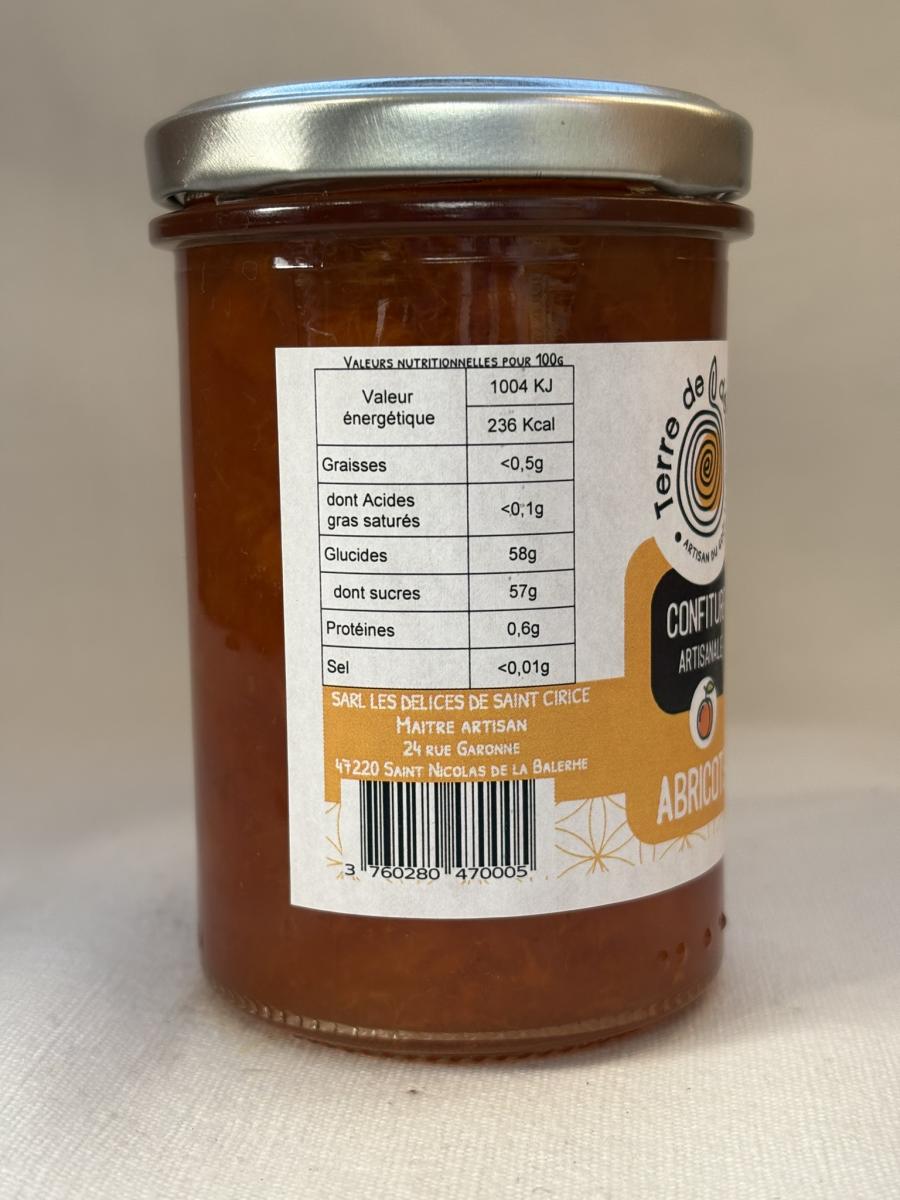 VALEURS NUTRITIONNELLES POUR 100G
Valeur énergétique
1004 KJ
236 Kcal
Graisses <0,5g
dont Acides gras saturés <0,1g
Glucides 58g
dont sucres 57g
Protéines 0,6g
Sel <0,01g
SARL LES DELICES DE SAINT CIRICE
MAITRE ARTISAN
24 RUE GARONNE
47220 SAINT NICOLAS DE LA BALERME
3 760280 470005
Terre de
ARTISAN DU
CONFITUR
ARTISANALE
ABRICOT